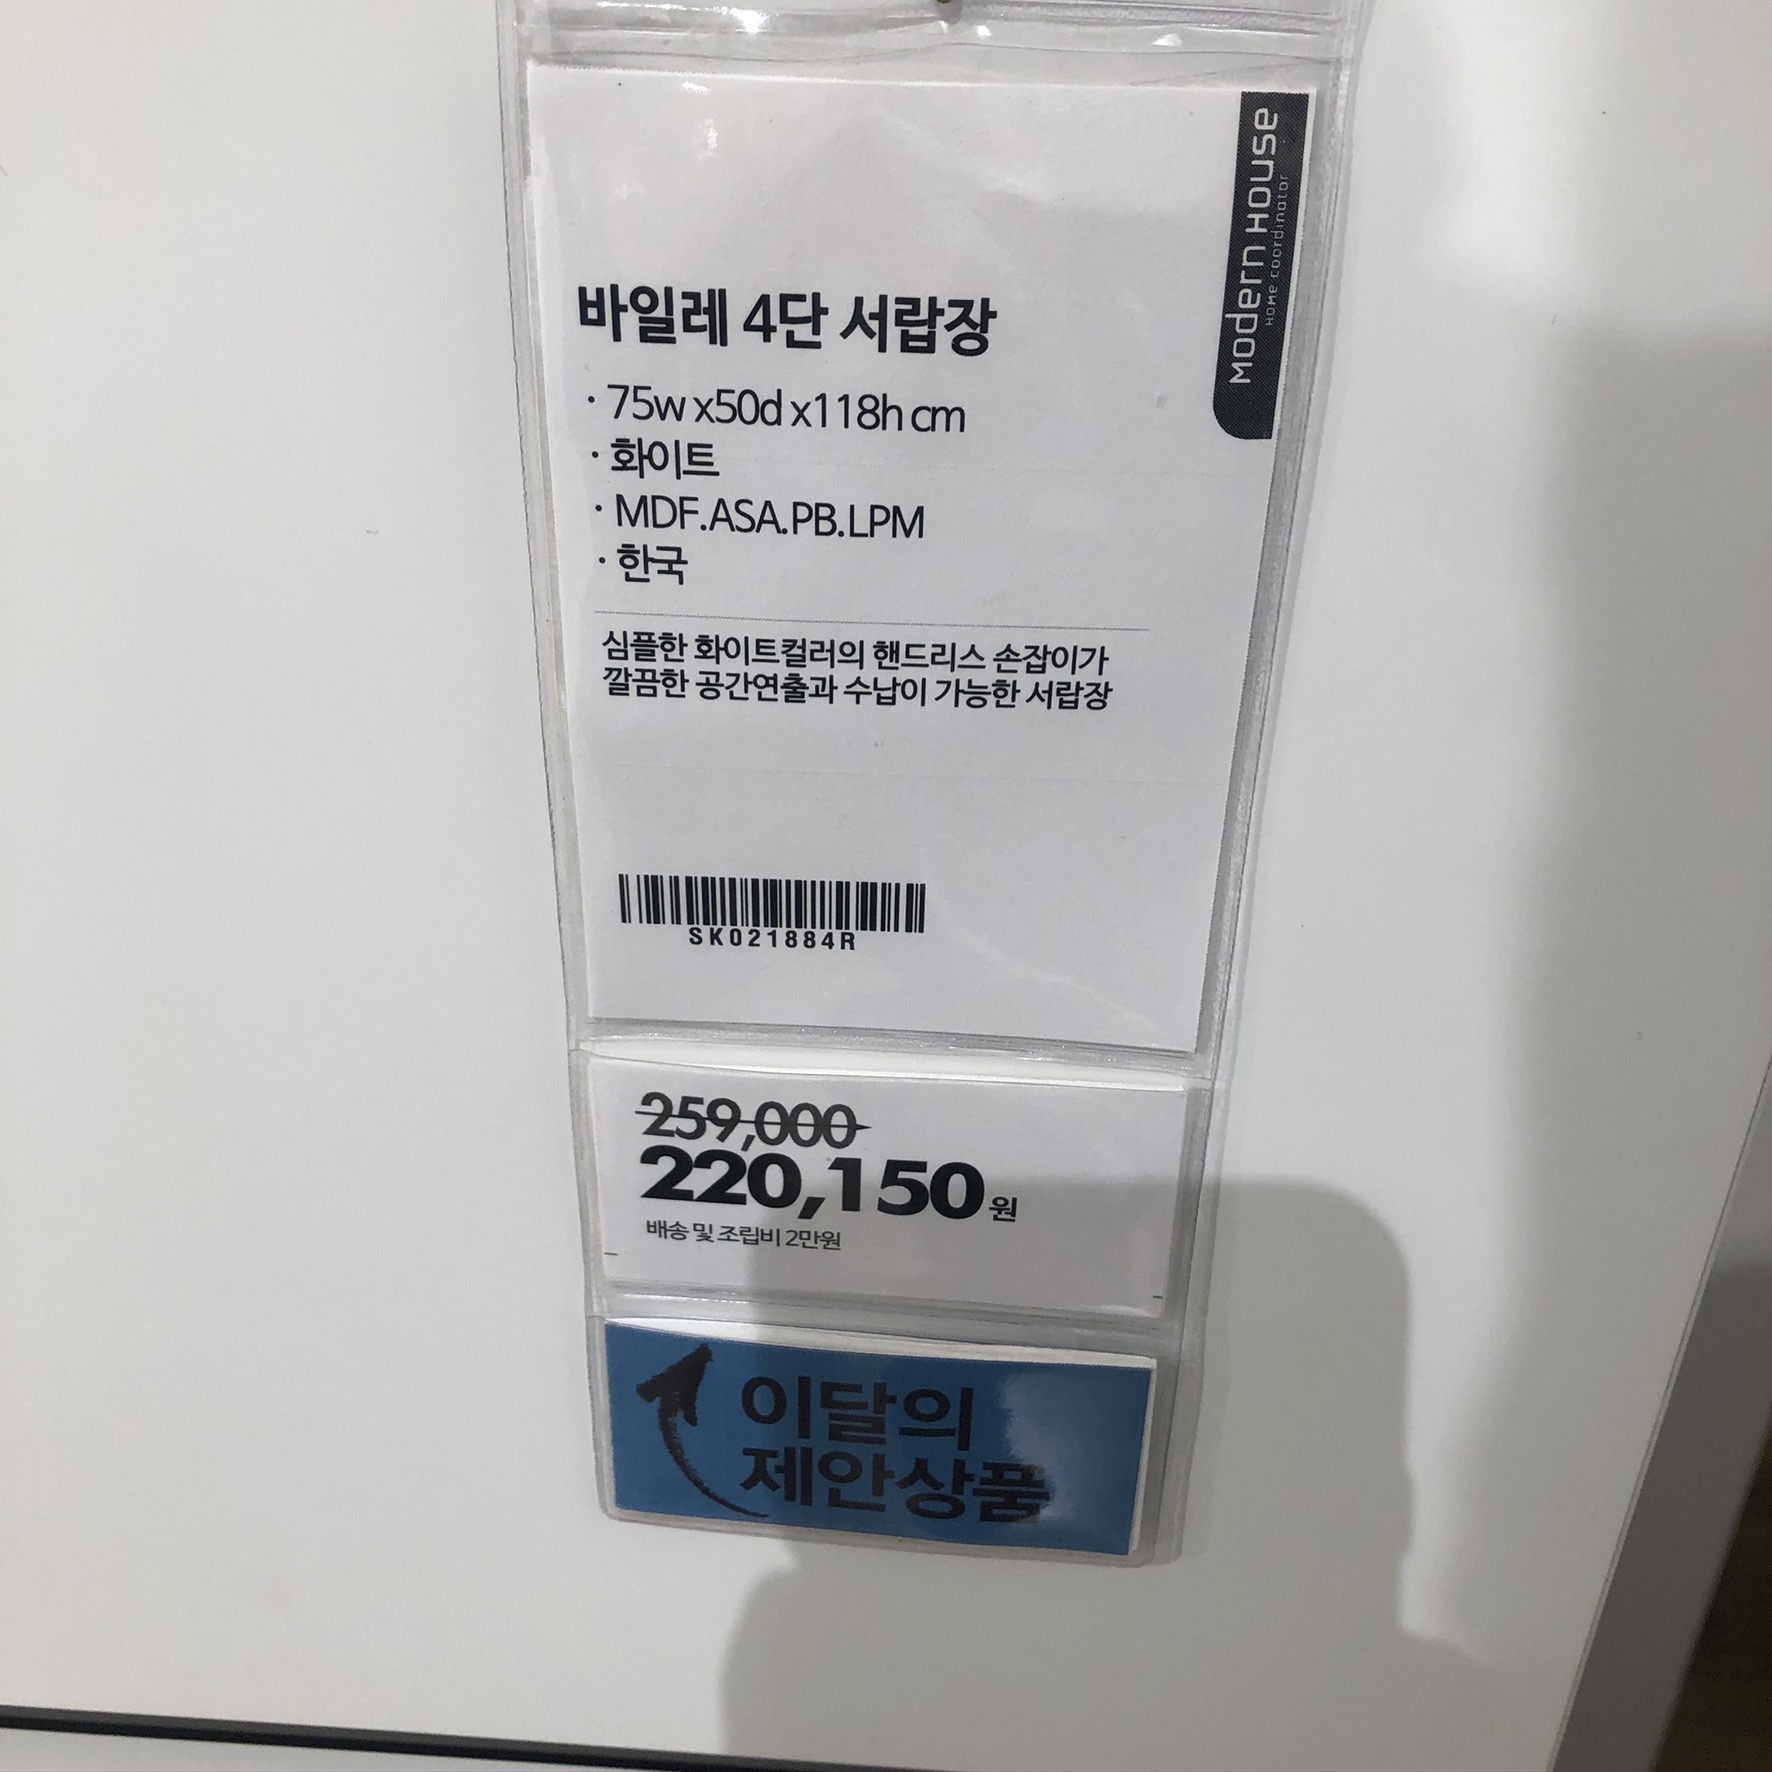 MODERN HOUSE
HOME COORDINATOR
바일레 4단 서랍장
· 75w x50d x118h cm
· 화이트
· MDF.ASA.PB.LPM
· 한국
심플한 화이트컬러의 핸드리스 손잡이가
깔끔한 공간연출과 수납이 가능한 서랍장
SK021884R
259,000
220,150원
배송 및 조립비 2만원
이달의
제안상품